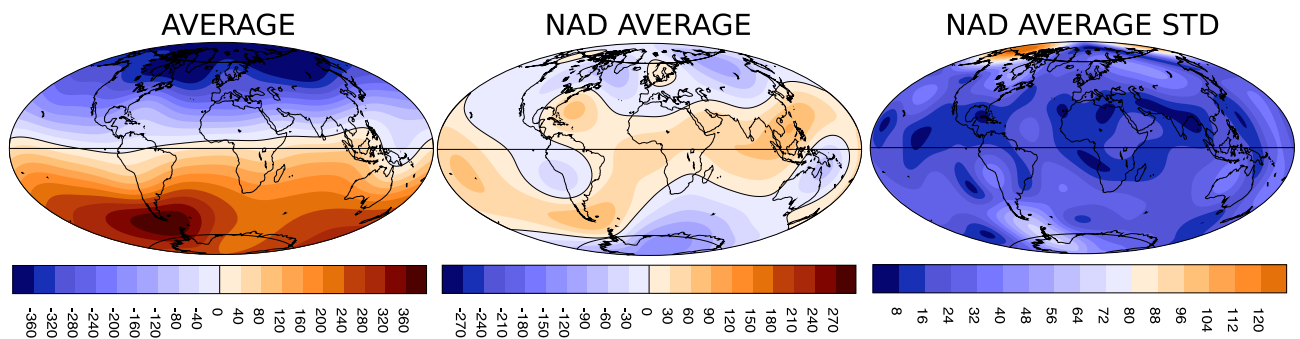 AVERAGE
NAD AVERAGE
NAD AVERAGE STD
-360 -320 -280 -240 -200 -160 -120 -80 -40 0 40 80 120 160 200 240 280 320 360
-270 -240 -210 -180 -150 -120 -90 -60 -30 0 30 60 90 120 150 180 210 240 270
8 16 24 32 40 48 56 64 72 80 88 96 104 112 120